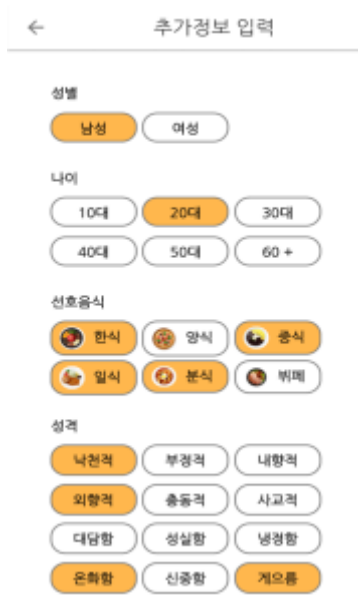 추가정보 입력
성별
남성 여성
나이
10대 20대 30대
40대 50대 60 +
선호음식
한식 양식 중식
일식 분식 뷔페
성격
낙천적 부정적 내향적
외향적 충동적 사교적
대담함 성실함 냉정함
온화함 신중함 게으름